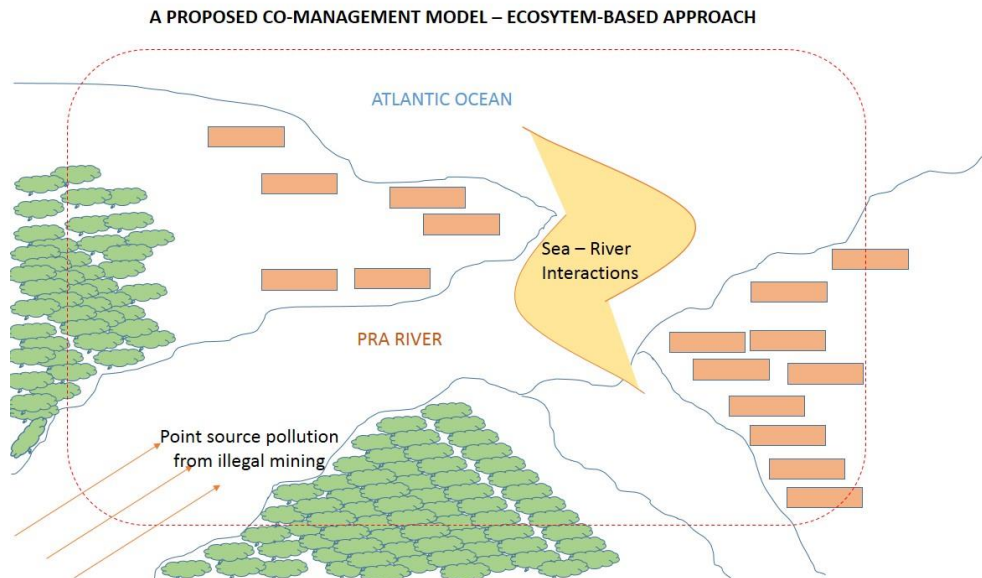 A PROPOSED CO-MANAGEMENT MODEL – ECOSYTEM-BASED APPROACH
ATLANTIC OCEAN
Sea – River
Interactions
PRA RIVER
Point source pollution
from illegal mining